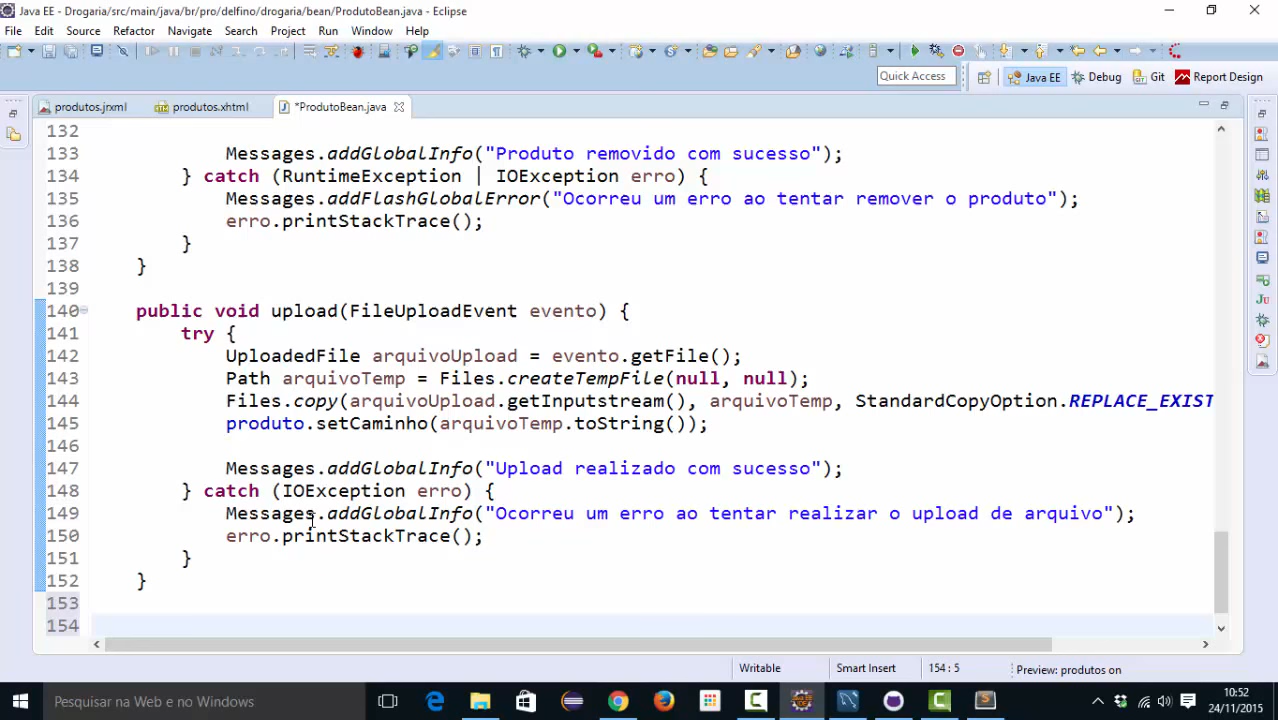 Java EE - Drogaria/src/main/java/br/pro/delfino/drogaria/bean/ProdutoBean.java - Eclipse
File Edit Source Refactor Navigate Search Project Run Window Help
Quick Access Java EE Debug Git Report Design
produtos.jrxml produtos.xhtml *ProdutoBean.java
132
133 Messages.addGlobalInfo("Produto removido com sucesso");
134 } catch (RuntimeException | IOException erro) {
135 Messages.addFlashGlobalError("Ocorreu um erro ao tentar remover o produto");
136 erro.printStackTrace();
137 }
138 }
139
140 public void upload(FileUploadEvent evento) {
141 try {
142 UploadedFile arquivoUpload = evento.getFile();
143 Path arquivoTemp = Files.createTempFile(null, null);
144 Files.copy(arquivoUpload.getInputstream(), arquivoTemp, StandardCopyOption.REPLACE_EXIST
145 produto.setCaminho(arquivoTemp.toString());
146
147 Messages.addGlobalInfo("Upload realizado com sucesso");
148 } catch (IOException erro) {
149 Messages.addGlobalInfo("Ocorreu um erro ao tentar realizar o upload de arquivo");
150 erro.printStackTrace();
151 }
152 }
153
154
Writable Smart Insert 154 : 5 Preview: produtos on
Pesquisar na Web e no Windows
10:52
24/11/2015